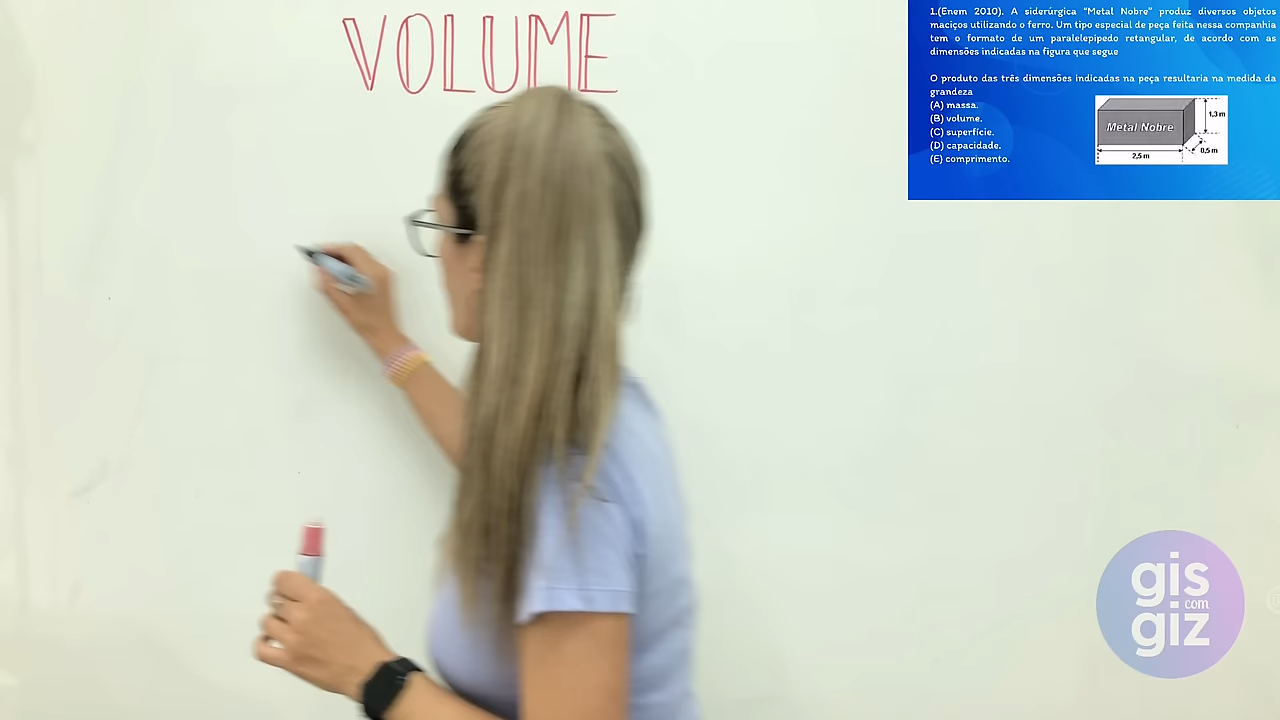 VOLUME
1.(Enem 2010). A siderúrgica “Metal Nobre” produz diversos objetos
maciços utilizando o ferro. Um tipo especial de peça feita nessa companhia
tem o formato de um paralelepípedo retangular, de acordo com as
dimensões indicadas na figura que segue
O produto das três dimensões indicadas na peça resultaria na medida da
grandeza
(A) massa.
(B) volume.
(C) superfície.
(D) capacidade.
(E) comprimento.
Metal Nobre
1,3 m
0,5 m
2,5 m
gis
com
giz